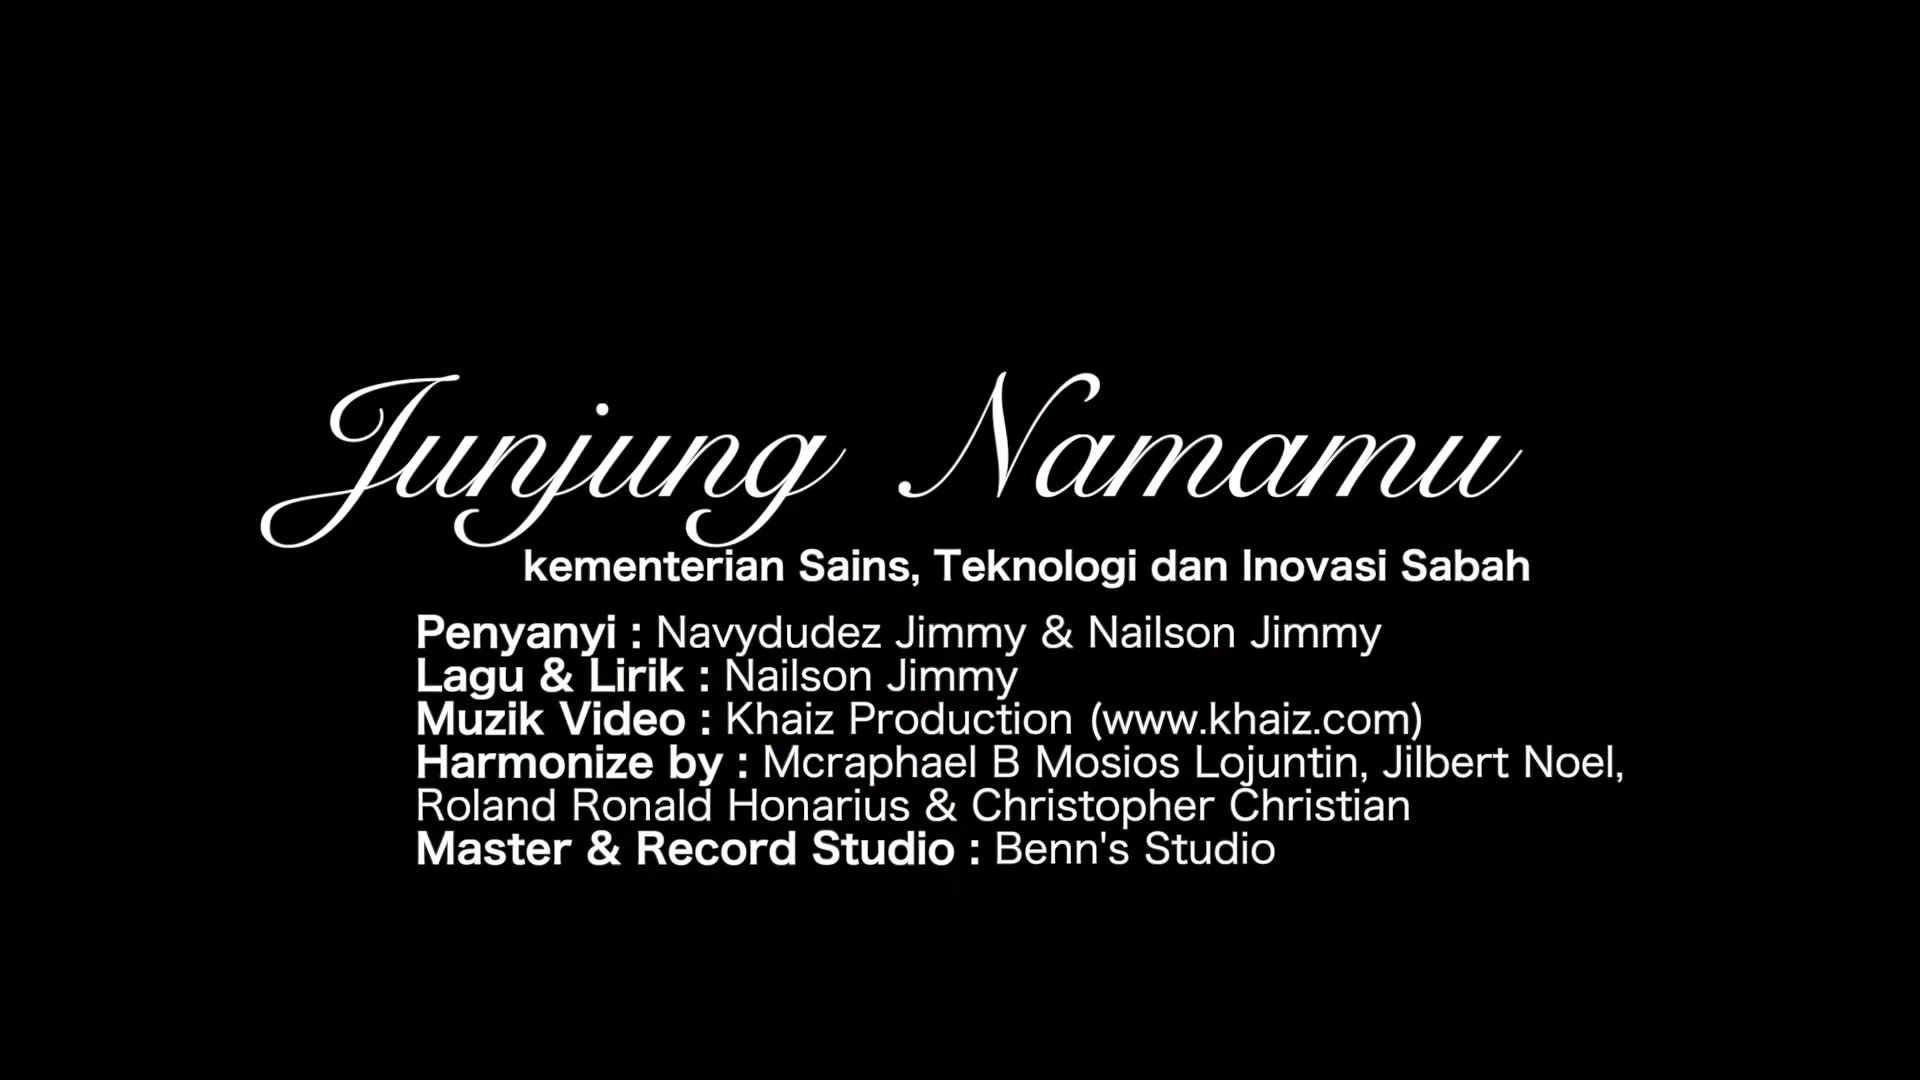 Junjung Namamu
kementerian Sains, Teknologi dan Inovasi Sabah
Penyanyi : Navydudez Jimmy & Nailson Jimmy
Lagu & Lirik : Nailson Jimmy
Muzik Video : Khaiz Production (www.khaiz.com)
Harmonize by : Mcraphael B Mosios Lojuntin, Jilbert Noel,
Roland Ronald Honarius & Christopher Christian
Master & Record Studio : Benn's Studio